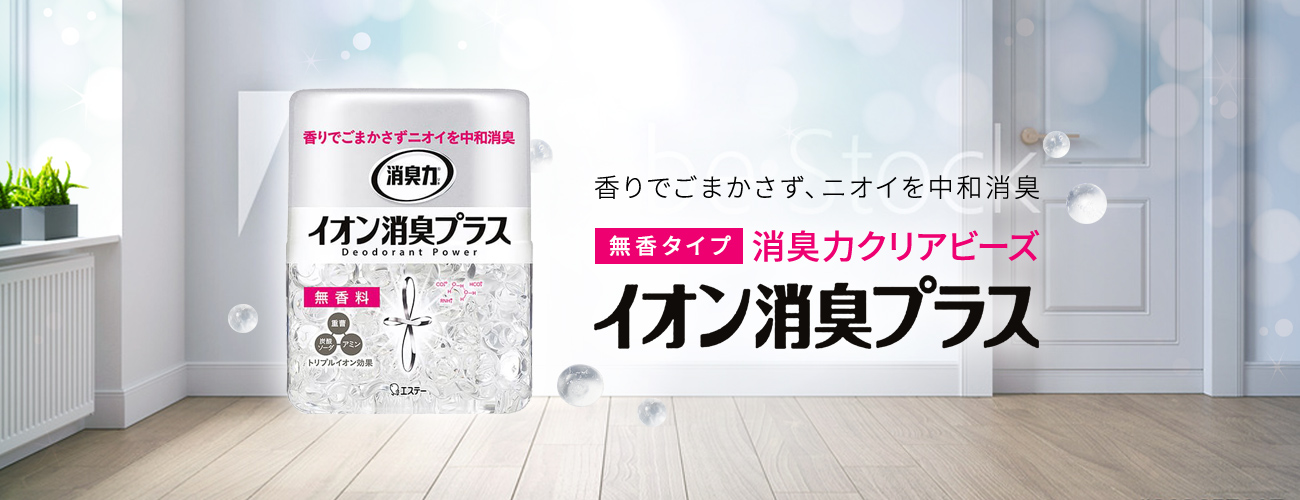 香りでごまかさずニオイを中和消臭
消臭力
イオン消臭プラス
Deodorant Power
無香料
重曹
炭酸
ソーダ
アミン
トリプルイオン効果
エステー
香りでごまかさず、ニオイを中和消臭
無香タイプ 消臭力クリアビーズ
イオン消臭プラス